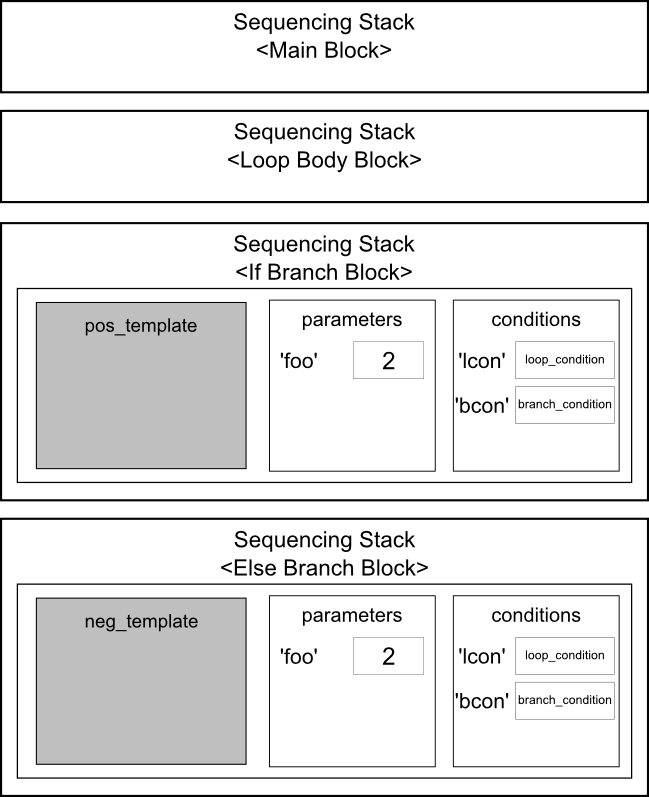 Sequencing Stack
<Main Block>
Sequencing Stack
<Loop Body Block>
Sequencing Stack
<If Branch Block>
pos_template
parameters
'foo' 2
conditions
'lcon' loop_condition
'bcon' branch_condition
Sequencing Stack
<Else Branch Block>
neg_template
parameters
'foo' 2
conditions
'lcon' loop_condition
'bcon' branch_condition